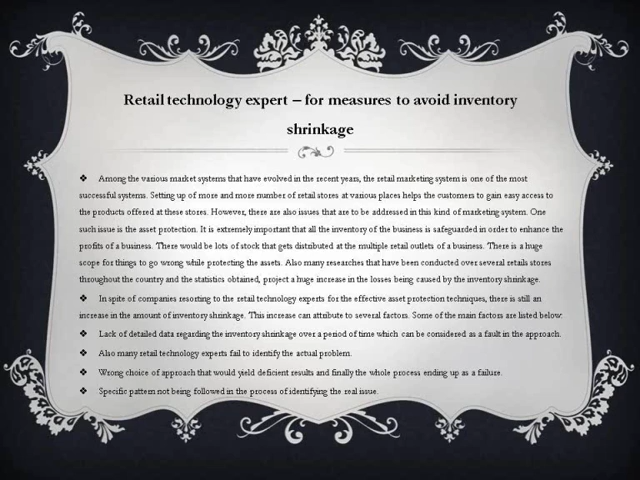 Retail technology expert – for measures to avoid inventory
shrinkage
❖ Among the various market systems that have evolved in the recent years, the retail marketing system is one of the most
successful systems. Setting up of more and more number of retail stores at various places helps the customers to gain easy access to
the products offered at these stores. However, there are also issues that are to be addressed in this kind of marketing system. One
such issue is the asset protection. It is extremely important that all the inventory of the business is safeguarded in order to enhance the
profits of a business. There would be lots of stock that gets distributed at the multiple retail outlets of a business. There is a huge
scope for things to go wrong while protecting the assets. Also many researches that have been conducted over several retails stores
throughout the country and the statistics obtained, project a huge increase in the losses being caused by the inventory shrinkage.
❖ In spite of companies resorting to the retail technology experts for the effective asset protection techniques, there is still an
increase in the amount of inventory shrinkage. This increase can attribute to several factors. Some of the main factors are listed below:
❖ Lack of detailed data regarding the inventory shrinkage over a period of time which can be considered as a fault in the approach.
❖ Also many retail technology experts fail to identify the actual problem.
❖ Wrong choice of approach that would yield deficient results and finally the whole process ending up as a failure.
❖ Specific pattern not being followed in the process of identifying the real issue.